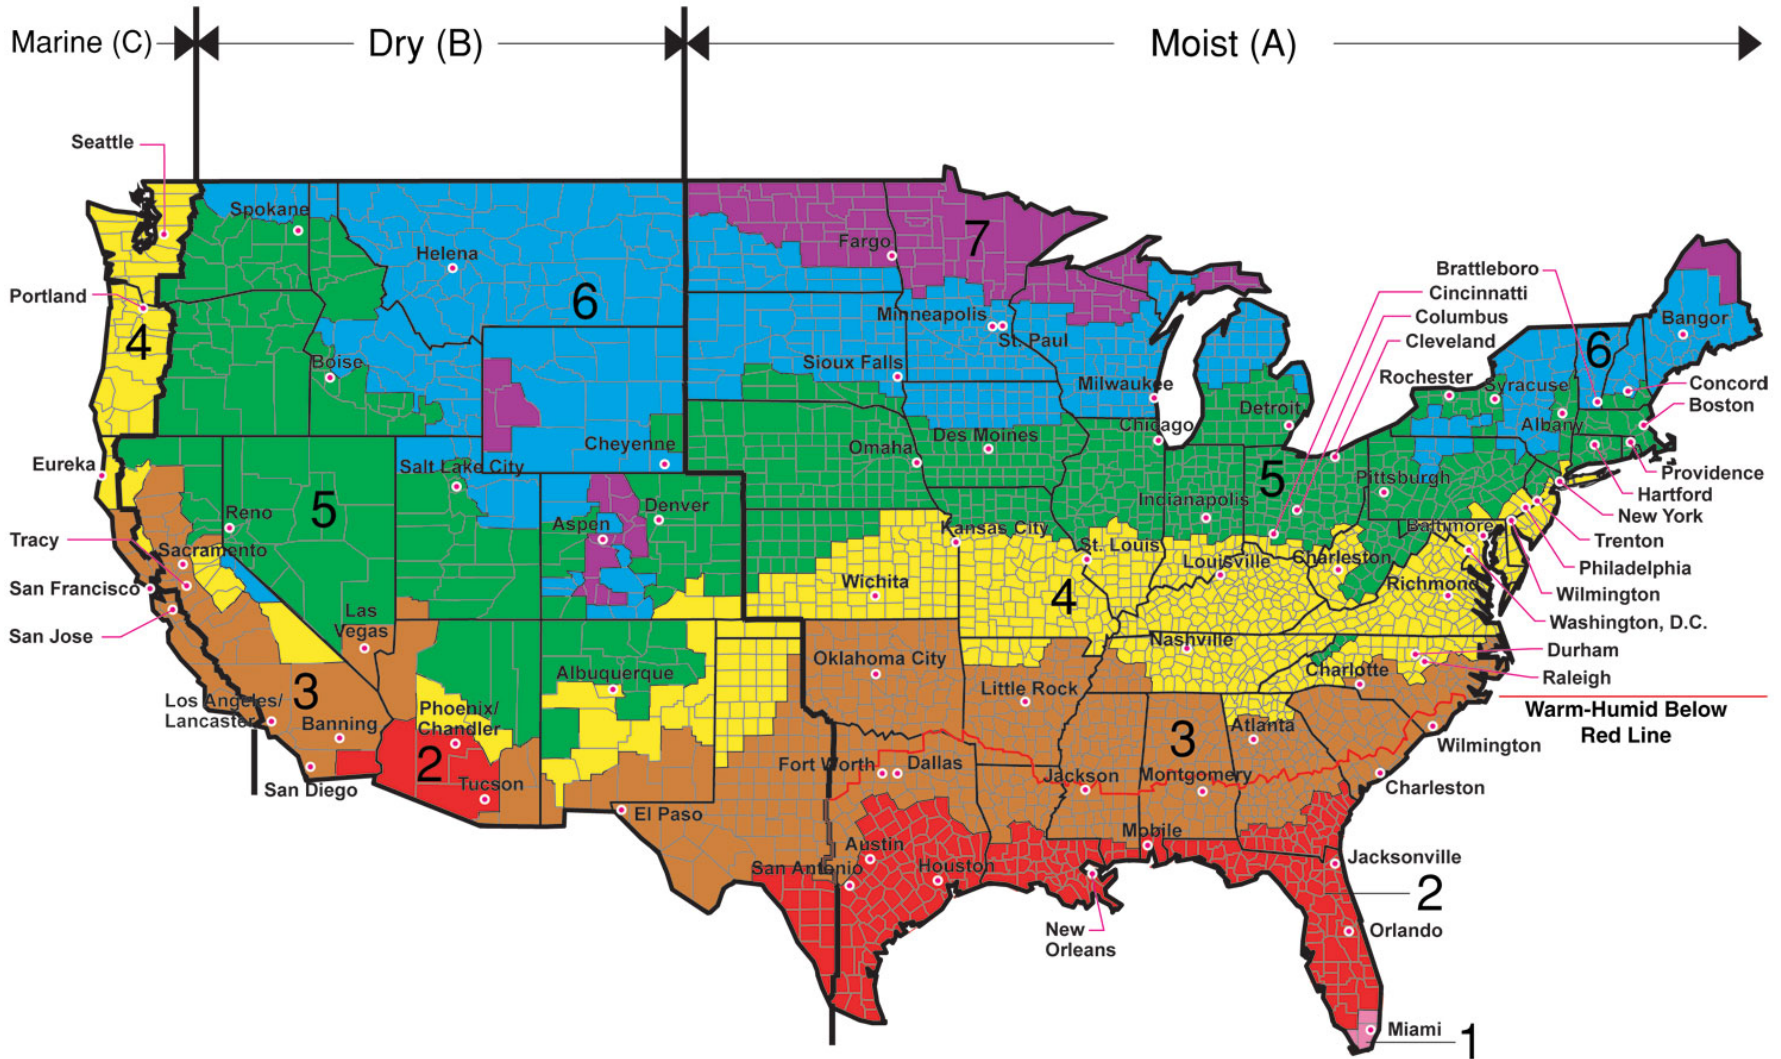 Marine (C)
Dry (B)
Moist (A)
Seattle
Spokane
Helena
Fargo
7
Brattleboro
Cincinnatti
Columbus
Cleveland
Portland
4
6
Minneapolis
St. Paul
Bangor
6
Boise
Sioux Falls
Milwaukee
Rochester
Syracuse
Concord
Boston
Detroit
Albany
Cheyenne
Omaha
Des Moines
Chicago
Eureka
Salt Lake City
Pittsburgh
Providence
Hartford
New York
5
5
Reno
Denver
Aspen
Indianapolis
Baltimore
Tracy
Sacramento
Kansas City
St. Louis
Trenton
Philadelphia
Wilmington
San Francisco
Louisville
Charleston
Richmond
Wichita
4
Washington, D.C.
San Jose
Las
Vegas
Nashville
Durham
Raleigh
Albuquerque
Oklahoma City
Little Rock
Charlotte
3
Los Angeles/
Lancaster
Banning
Phoenix/
Chandler
2
3
Atlanta
Warm-Humid Below
Red Line
Wilmington
San Diego
Tucson
Fort Worth
Dallas
Jackson
Montgomery
Charleston
El Paso
Mobile
Austin
San Antonio
Houston
Jacksonville
2
New
Orleans
Orlando
Miami
1